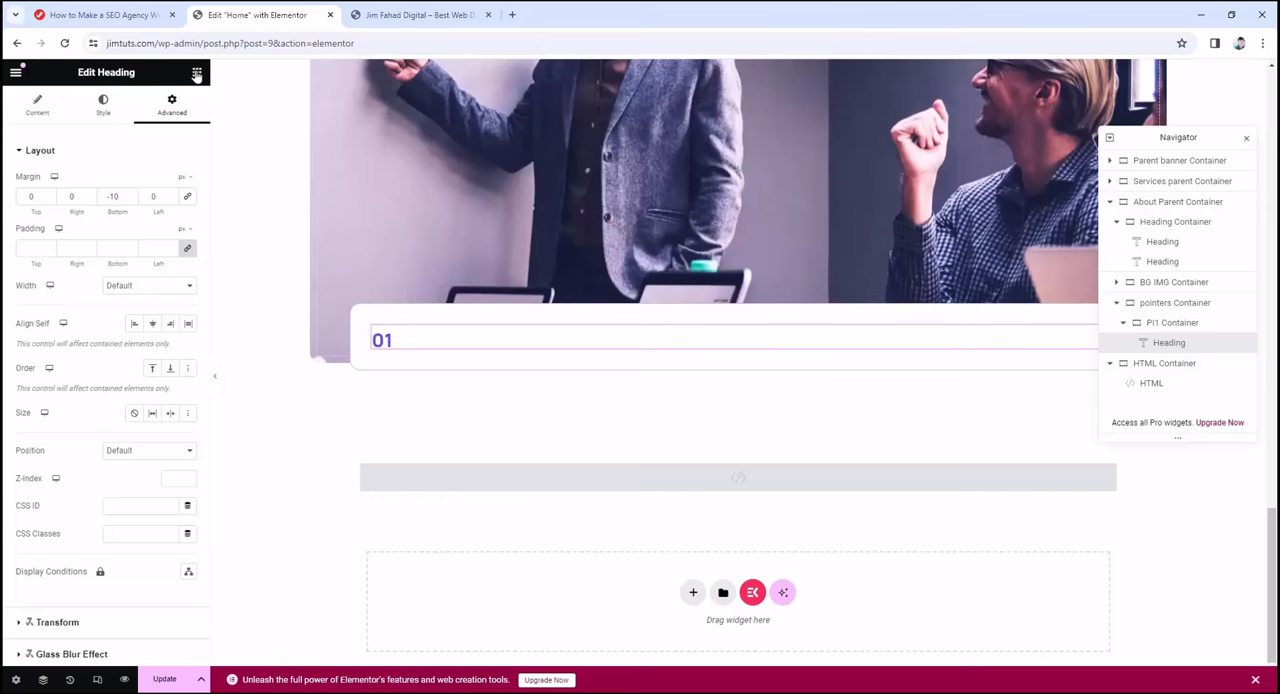 How to Make a SEO Agency W
Edit "Home" with Elementor
Jim Fahad Digital – Best Web D
jimtuts.com/wp-admin/post.php?post=9&action=elementor
Edit Heading
Content
Style
Advanced
Layout
Margin
px
0
0
-10
0
Top
Right
Bottom
Left
Padding
px
Top
Right
Bottom
Left
Width
Default
Align Self
This control will affect contained elements only.
Order
This control will affect contained elements only.
Size
Position
Default
Z-Index
CSS ID
CSS Classes
Display Conditions
Transform
Glass Blur Effect
Update
01
Drag widget here
Navigator
Parent banner Container
Services parent Container
About Parent Container
Heading Container
Heading
Heading
BG IMG Container
pointers Container
PI1 Container
Heading
HTML Container
HTML
Access all Pro widgets. Upgrade Now
Unleash the full power of Elementor's features and web creation tools.
Upgrade Now